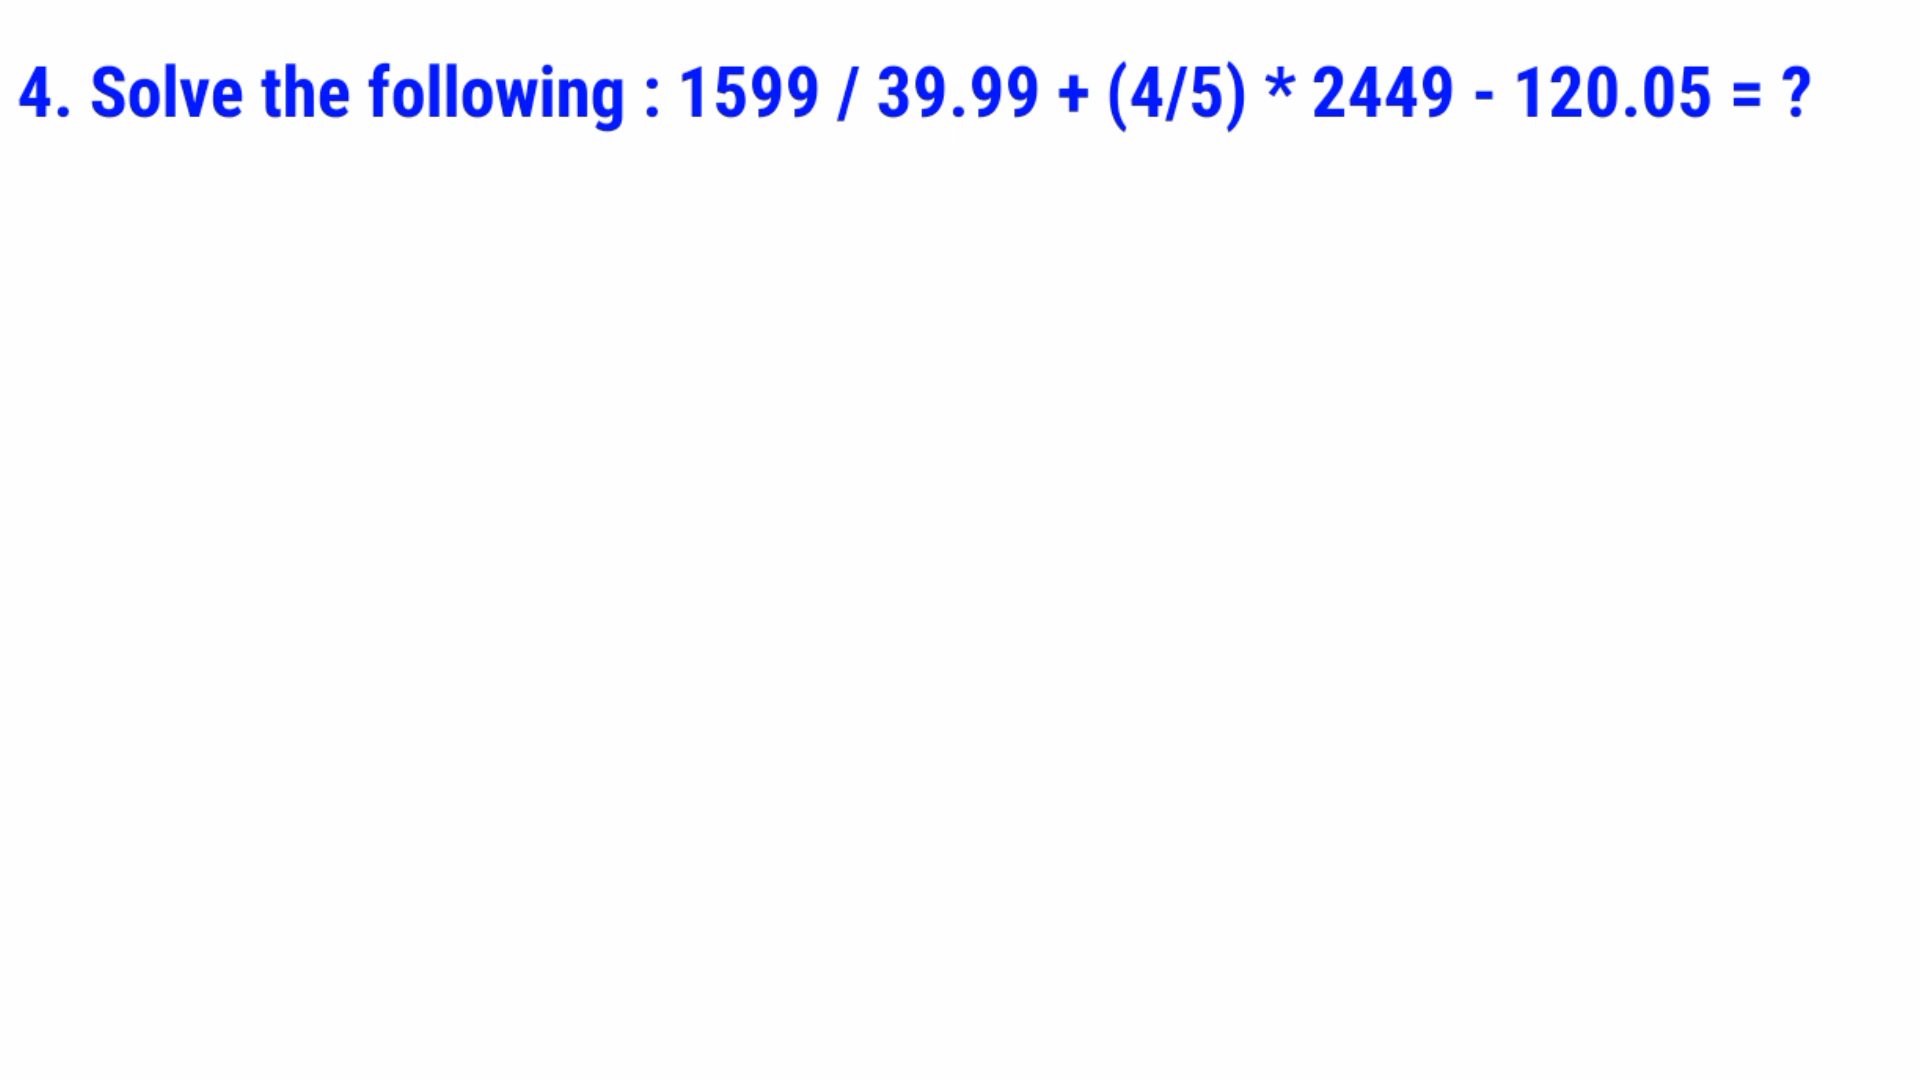 4. Solve the following : 1599 / 39.99 + (4/5) * 2449 - 120.05 = ?